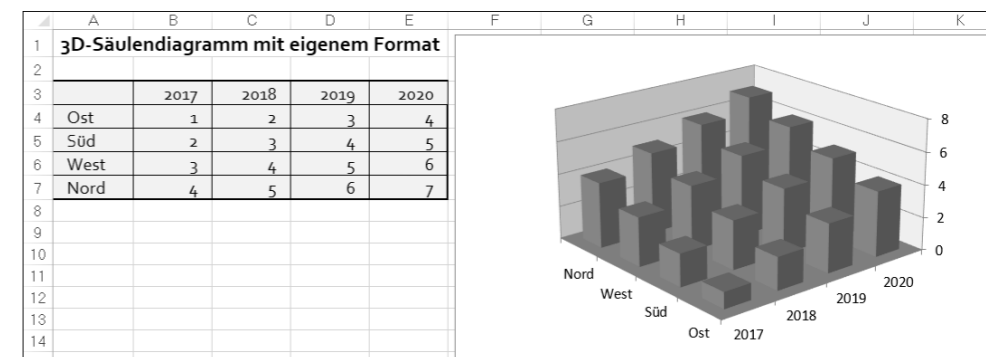 A B C D E F G H I J K
1 3D-Säulendiagramm mit eigenem Format
2
3 2017 2018 2019 2020
4 Ost 1 2 3 4
5 Süd 2 3 4 5
6 West 3 4 5 6
7 Nord 4 5 6 7
8
9
10
11
12
13
14
8
6
4
2
0
Nord
West
Süd
Ost
2017
2018
2019
2020